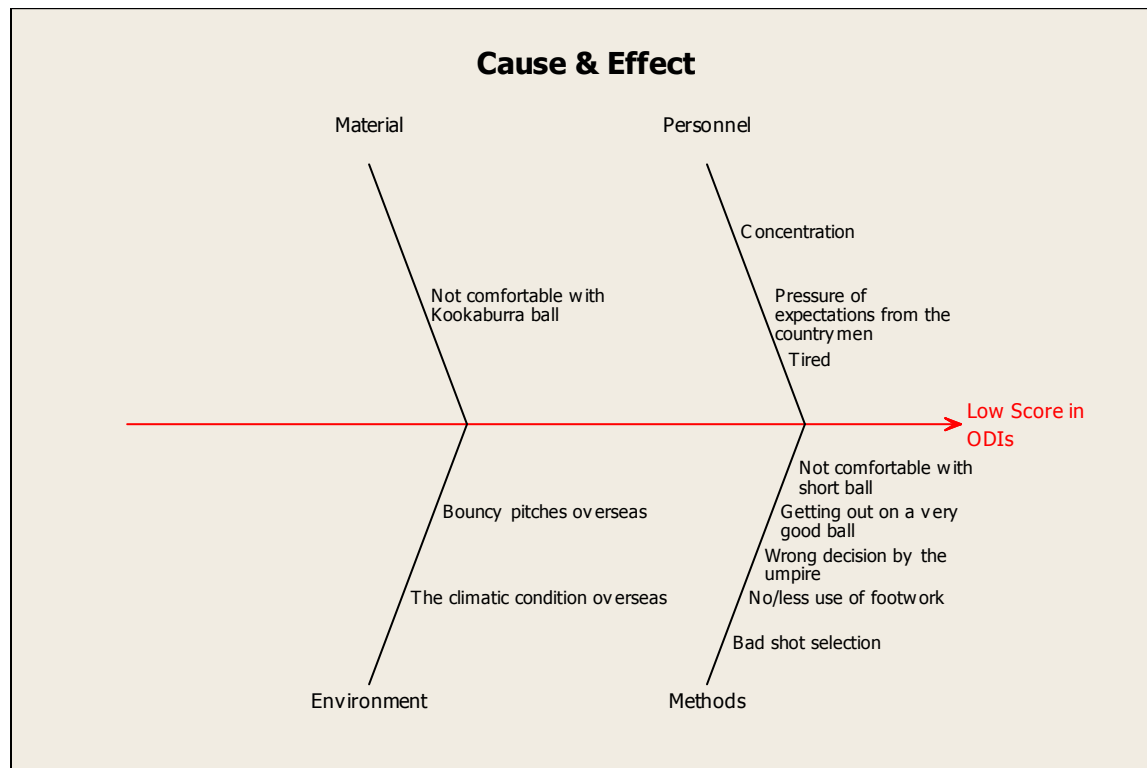 Cause & Effect
Material
Personnel
Concentration
Not comfortable with
Kookaburra ball
Pressure of
expectations from the
countrymen
Tired
Low Score in
ODIs
Not comfortable with
short ball
Bouncy pitches overseas
Getting out on a very
good ball
Wrong decision by the
umpire
The climatic condition overseas
No/less use of footwork
Bad shot selection
Environment
Methods